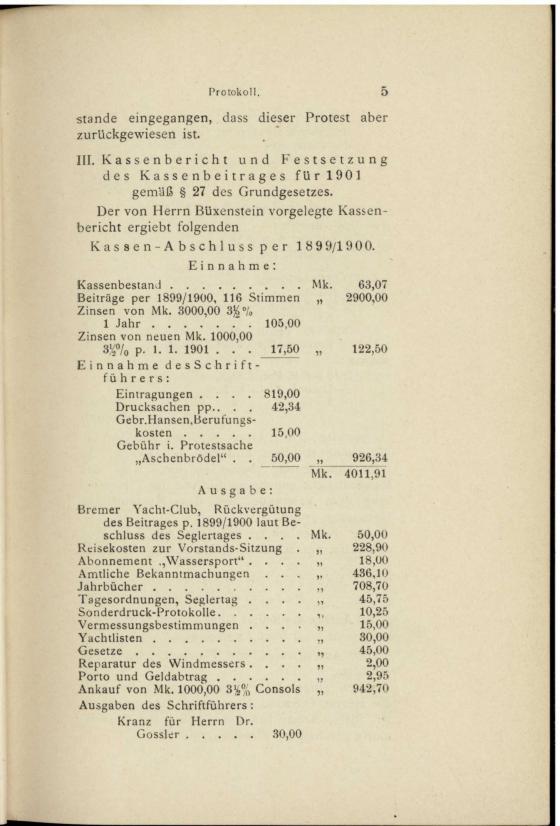 Protokoll. 5
stande eingegangen, dass dieser Protest aber
zurückgewiesen ist.
III. Kassenbericht und Festsetzung
des Kassenbeitrages für 1901
gemäß § 27 des Grundgesetzes.
Der von Herrn Büxenstein vorgelegte Kassen-
bericht ergiebt folgenden
Kassen-Abschluss per 1899/1900.
Einnahme:
Kassenbestand . . . . . . . . . Mk. 63,07
Beiträge per 1899/1900, 116 Stimmen „ 2900,00
Zinsen von Mk. 3000,00 3½%
1 Jahr . . . . . . . 105,00
Zinsen von neuen Mk. 1000,00
3½% p. 1. 1. 1901 . . . 17,50 „ 122,50
Einnahme des Schrift-
führers:
Eintragungen . . . . 819,00
Drucksachen pp. . . . 42,34
Gebr. Hansen, Berufungs-
kosten . . . . . 15,00
Gebühr i. Protestsache
„Aschenbrödel“ . . 50,00 „ 926,34
Mk. 4011,91
Ausgabe:
Bremer Yacht-Club, Rückvergütung
des Beitrages p. 1899/1900 laut Be-
schluss des Seglertages . . . . Mk. 50,00
Reisekosten zur Vorstands-Sitzung . „ 228,90
Abonnement „Wassersport“ . . . . „ 18,00
Amtliche Bekanntmachungen . . . „ 436,10
Jahrbücher . . . . . . . . . . „ 708,70
Tagesordnungen, Seglertag . . . . „ 45,75
Sonderdruck-Protokolle. . . . . . „ 10,25
Vermessungsbestimmungen . . . . „ 15,00
Yachtlisten . . . . . . . . . . „ 30,00
Gesetze . . . . . . . . . . . „ 45,00
Reparatur des Windmessers . . . . „ 2,00
Porto und Geldabtrag . . . . . . „ 2,95
Ankauf von Mk. 1000,00 3½% Consols „ 942,70
Ausgaben des Schriftführers:
Kranz für Herrn Dr.
Gossler . . . . . 30,00